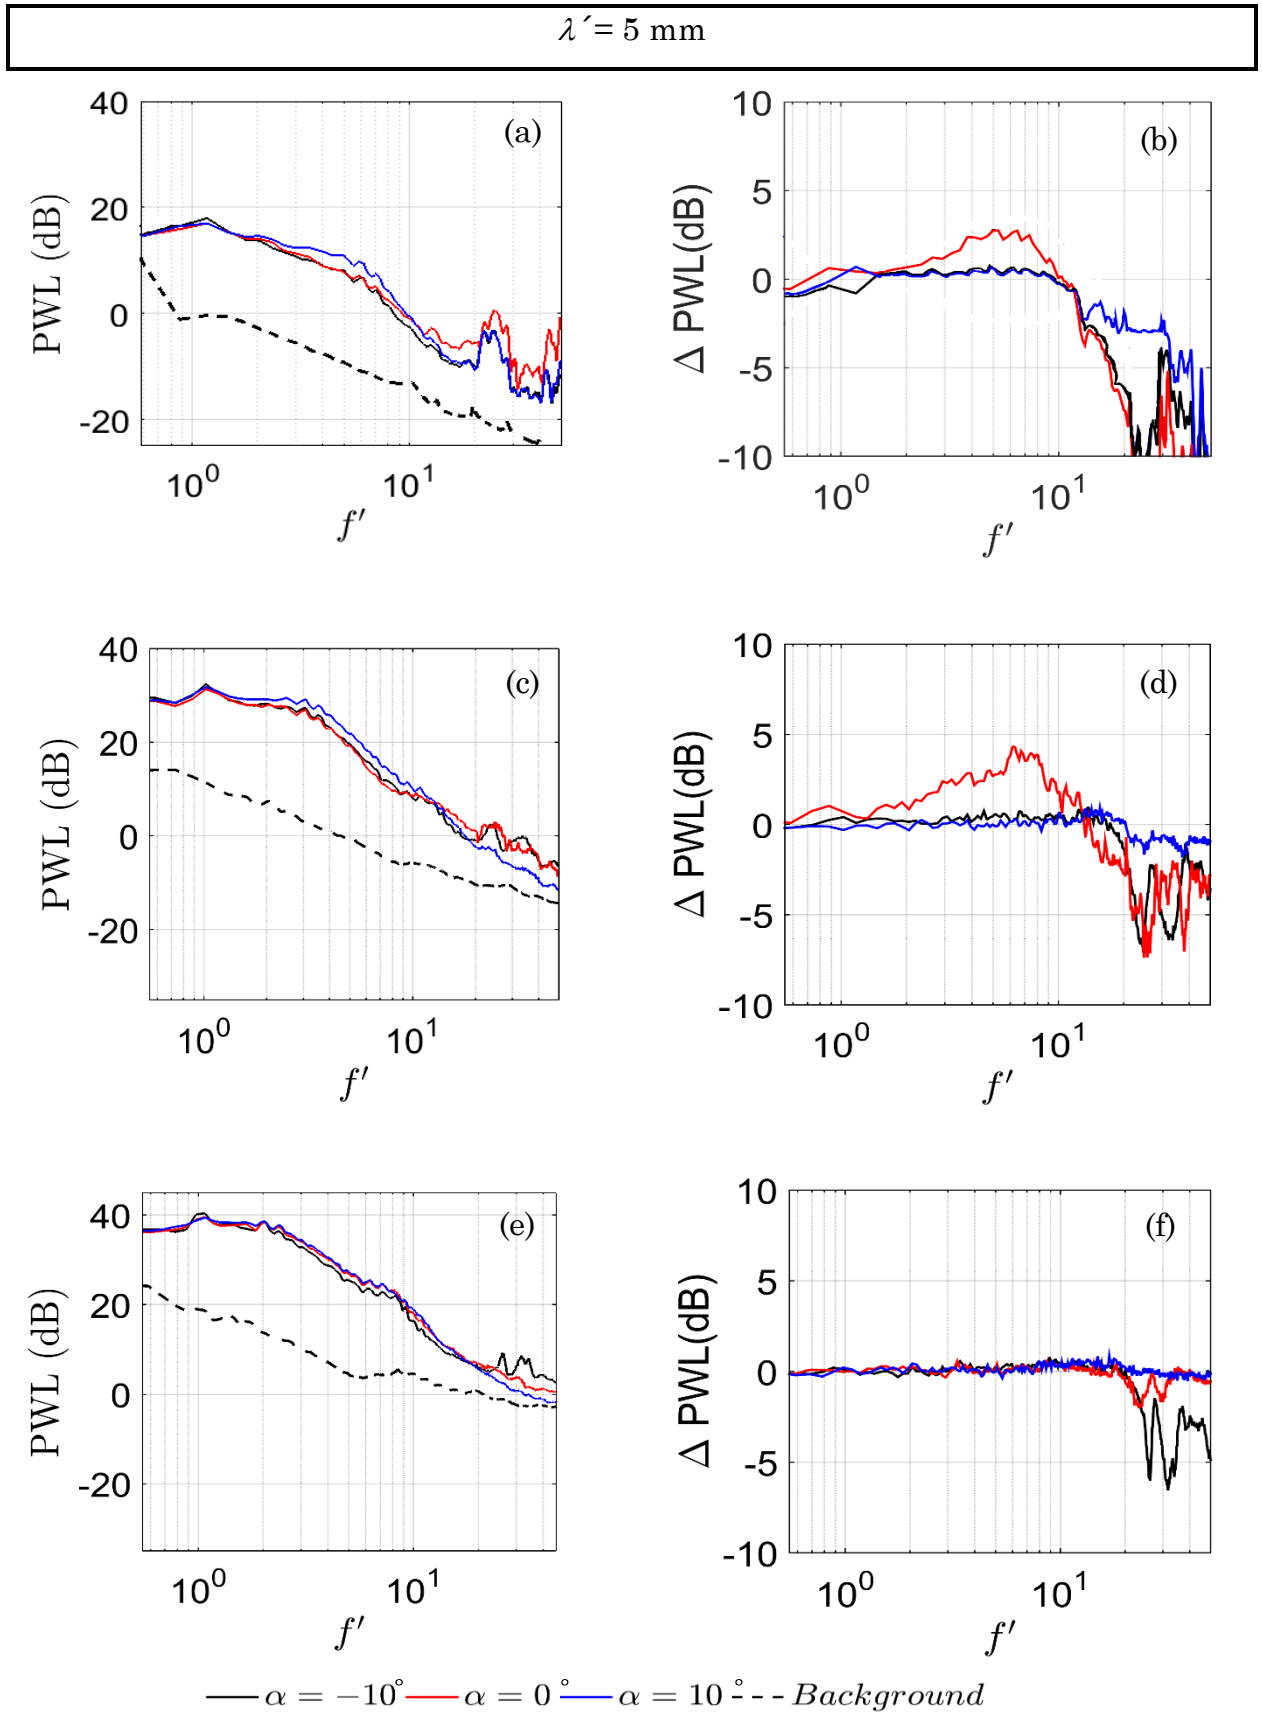 λ´= 5 mm
40
20
0
-20
PWL (dB)
(a)
10⁰ 10¹
f′
10
5
0
-5
-10
Δ PWL(dB)
(b)
10⁰ 10¹
f′
40
20
0
-20
PWL (dB)
(c)
10⁰ 10¹
f′
10
5
0
-5
-10
Δ PWL(dB)
(d)
10⁰ 10¹
f′
40
20
0
-20
PWL (dB)
(e)
10⁰ 10¹
f′
10
5
0
-5
-10
Δ PWL(dB)
(f)
10⁰ 10¹
f′
α = −10° α = 0° α = 10° Background